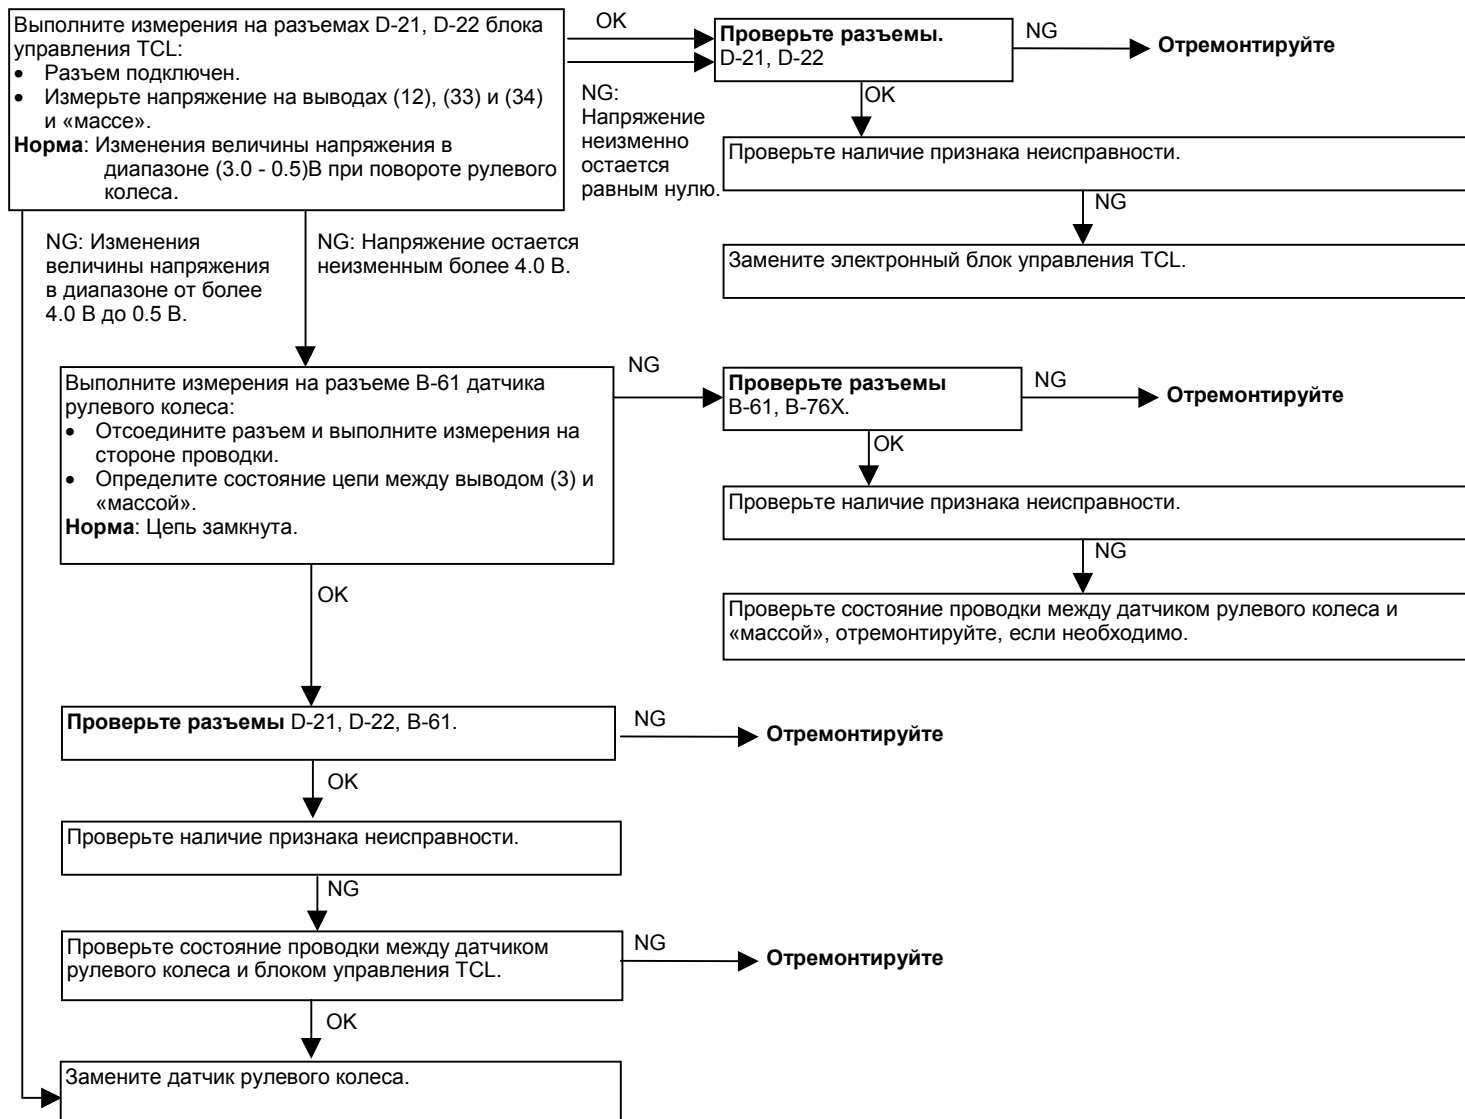 Выполните измерения на разъемах D-21, D-22 блока
управления TCL:
• Разъем подключен.
• Измерьте напряжение на выводах (12), (33) и (34)
и «массе».
Норма: Изменения величины напряжения в
диапазоне (3.0 - 0.5)В при повороте рулевого
колеса.
OK
NG:
Напряжение
неизменно
остается
равным нулю.
Проверьте разъемы.
D-21, D-22
NG
Отремонтируйте
OK
Проверьте наличие признака неисправности.
NG
Замените электронный блок управления TCL.
NG: Изменения
величины напряжения
в диапазоне от более
4.0 В до 0.5 В.
NG: Напряжение остается
неизменным более 4.0 В.
Выполните измерения на разъеме B-61 датчика
рулевого колеса:
• Отсоедините разъем и выполните измерения на
стороне проводки.
• Определите состояние цепи между выводом (3) и
«массой».
Норма: Цепь замкнута.
NG
Проверьте разъемы
B-61, B-76X.
NG
Отремонтируйте
OK
Проверьте наличие признака неисправности.
NG
Проверьте состояние проводки между датчиком рулевого колеса и
«массой», отремонтируйте, если необходимо.
OK
Проверьте разъемы D-21, D-22, B-61.
NG
Отремонтируйте
OK
Проверьте наличие признака неисправности.
NG
Проверьте состояние проводки между датчиком
рулевого колеса и блоком управления TCL.
NG
Отремонтируйте
OK
Замените датчик рулевого колеса.